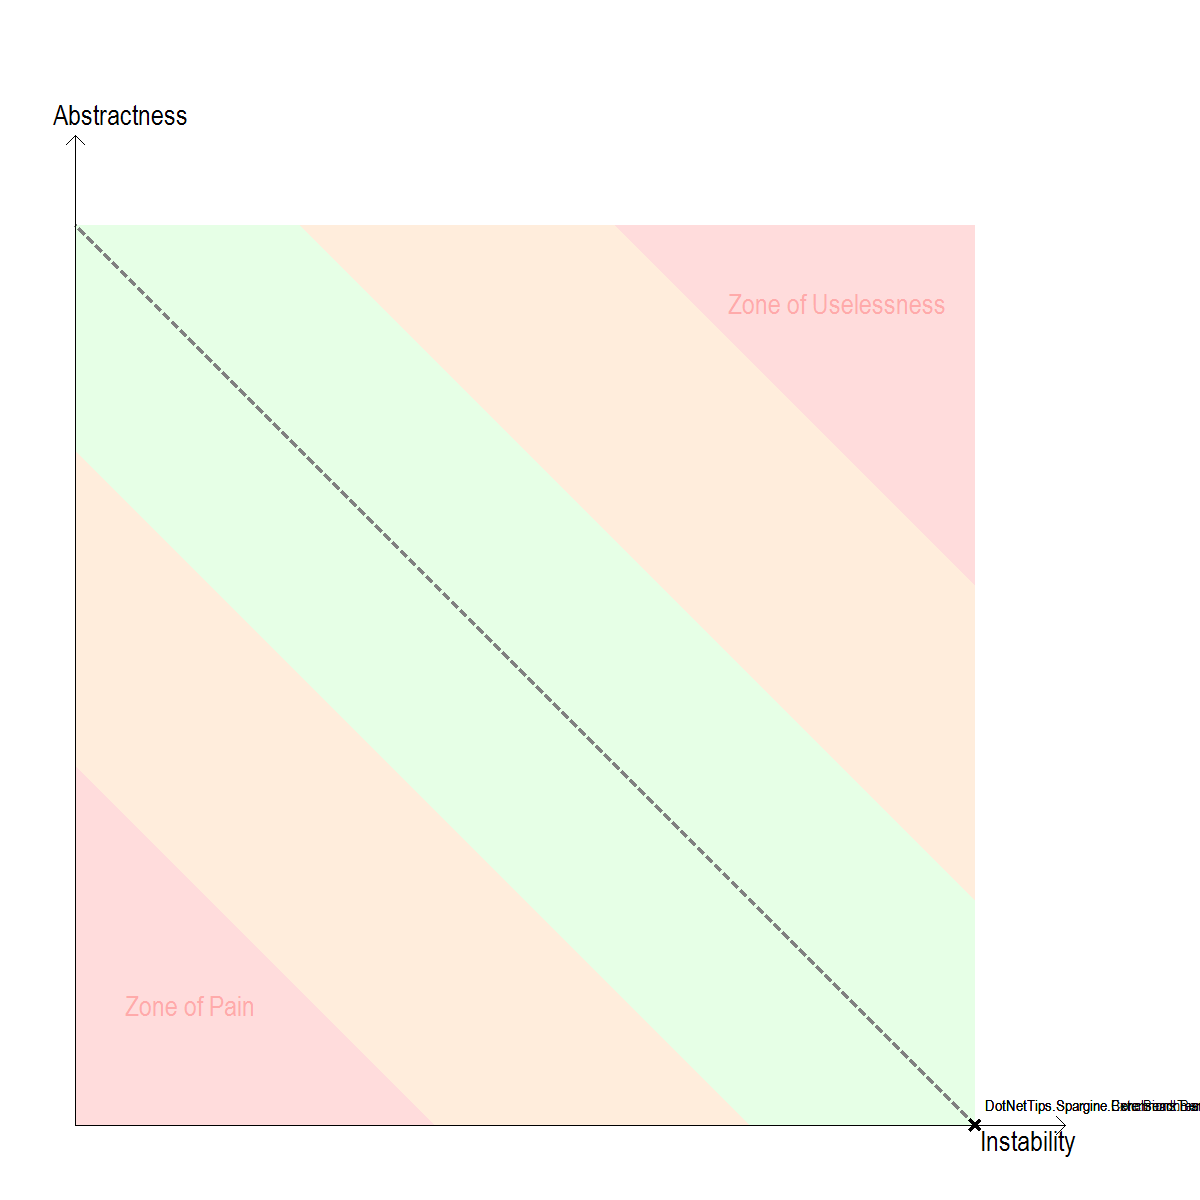 Abstractness
Zone of Uselessness
Zone of Pain
DotNetTips.Spargine.
Instability